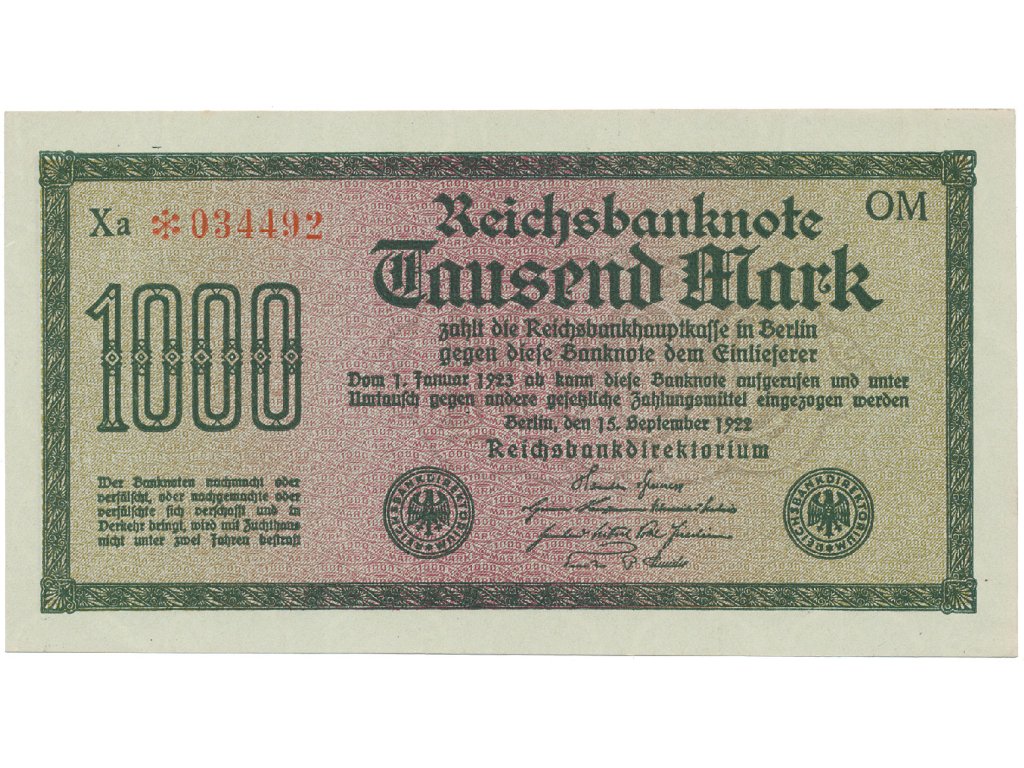 Xa *034492
OM
Reichsbanknote
Tausend Mark
1000
zahlt die Reichsbankhauptkasse in Berlin
gegen diese Banknote dem Einlieferer
Vom 1. Januar 1923 ab kann diese Banknote aufgerufen und unter
Umtausch gegen andere gesetzliche Zahlungsmittel eingezogen werden
Berlin, den 15. September 1922
Reichsbankdirektorium
Wer Banknoten nachmacht oder
verfälscht, oder nachgemachte oder
verfälschte sich verschafft und in
Verkehr bringt, wird mit Zuchthaus
nicht unter zwei Jahren bestraft
REICHSBANKDIREKTORIUM
REICHSBANKDIREKTORIUM